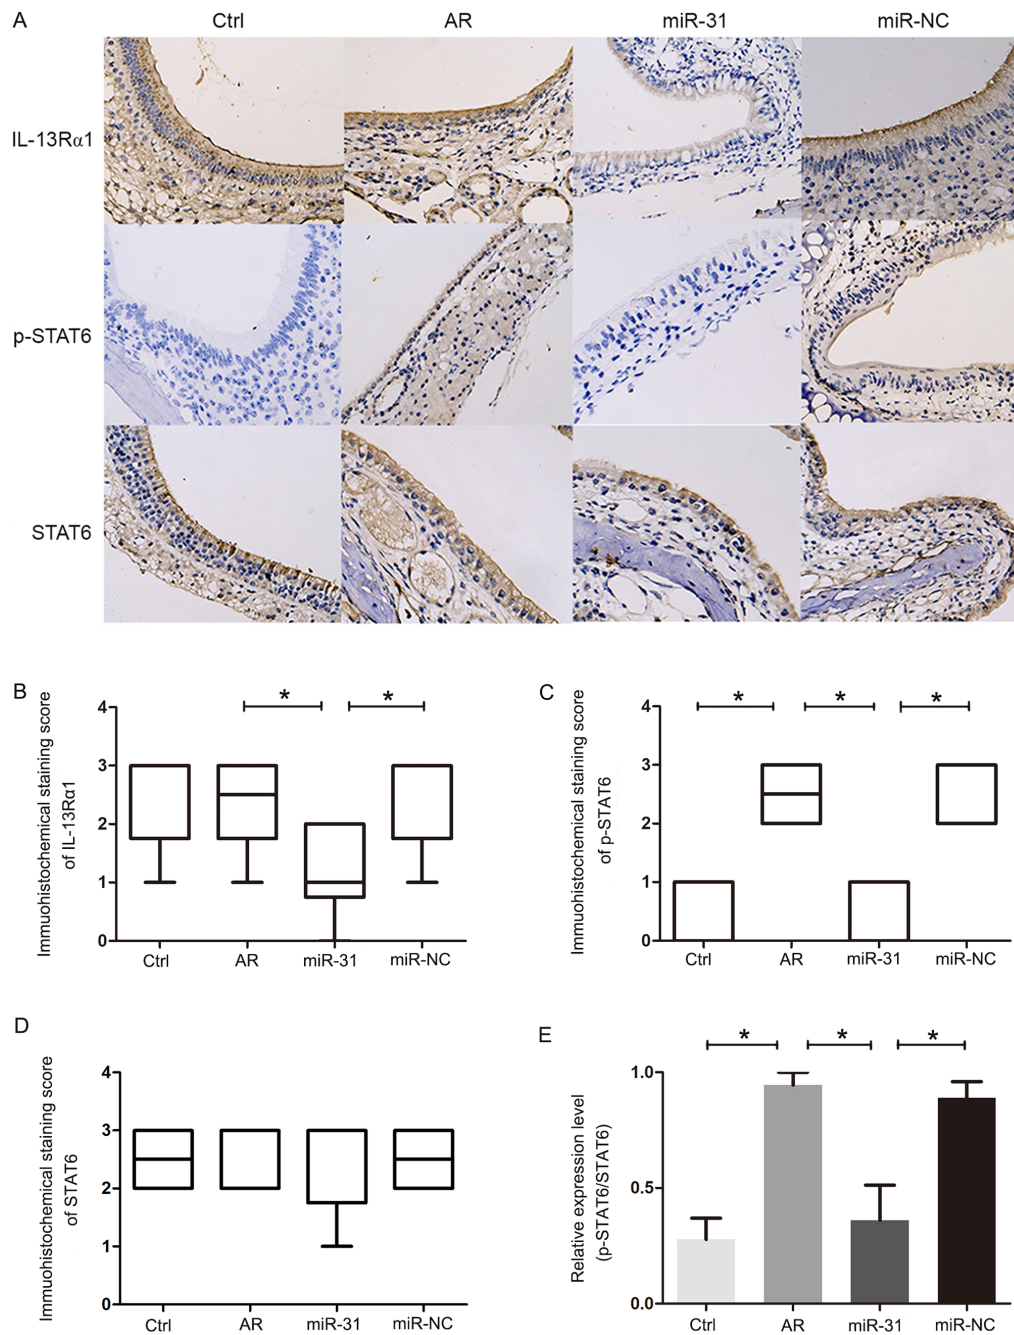 A
Ctrl
AR
miR-31
miR-NC
IL-13Rα1
p-STAT6
STAT6
B
Immuohistochemical staining score
of IL-13Rα1
4
3
2
1
0
*
*
Ctrl
AR
miR-31
miR-NC
C
Immuohistochemical staining score
of p-STAT6
4
3
2
1
0
*
*
*
Ctrl
AR
miR-31
miR-NC
D
Immuohistochemical staining score
of STAT6
4
3
2
1
0
Ctrl
AR
miR-31
miR-NC
E
Relative expression level
(p-STAT6/STAT6)
1.0
0.5
0.0
*
*
*
Ctrl
AR
miR-31
miR-NC